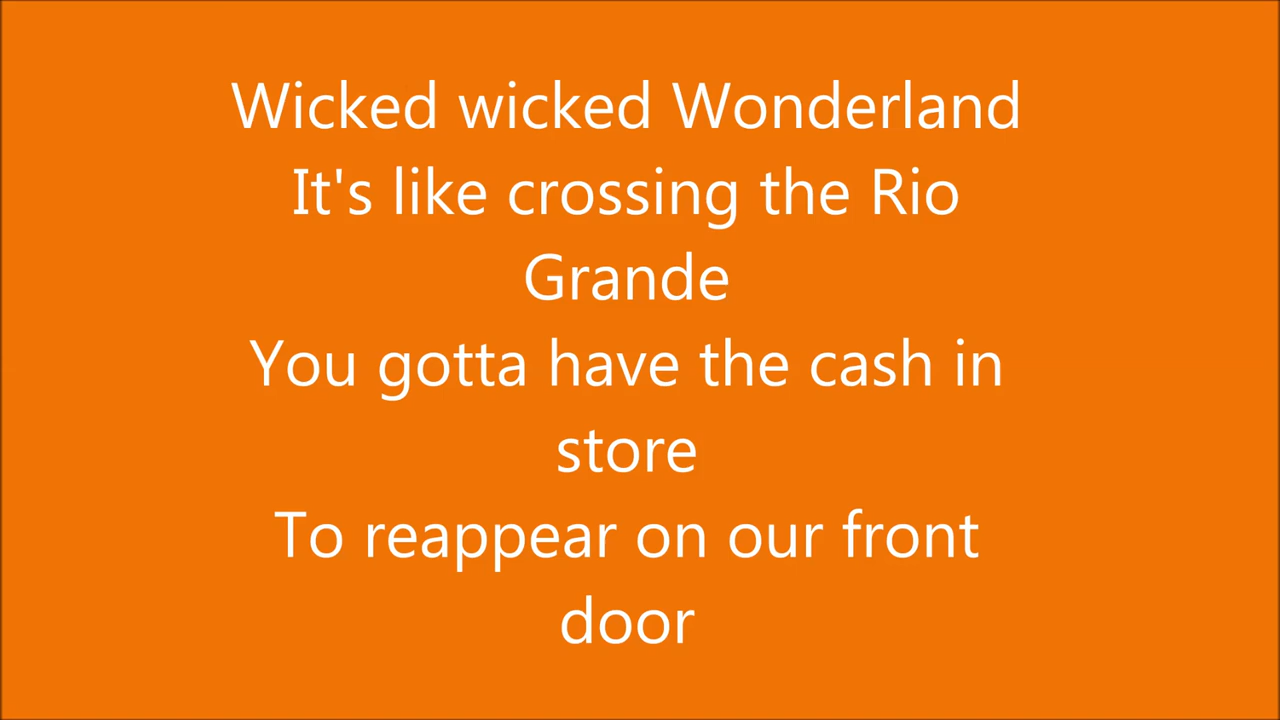 Wicked wicked Wonderland
It's like crossing the Rio
Grande
You gotta have the cash in
store
To reappear on our front
door